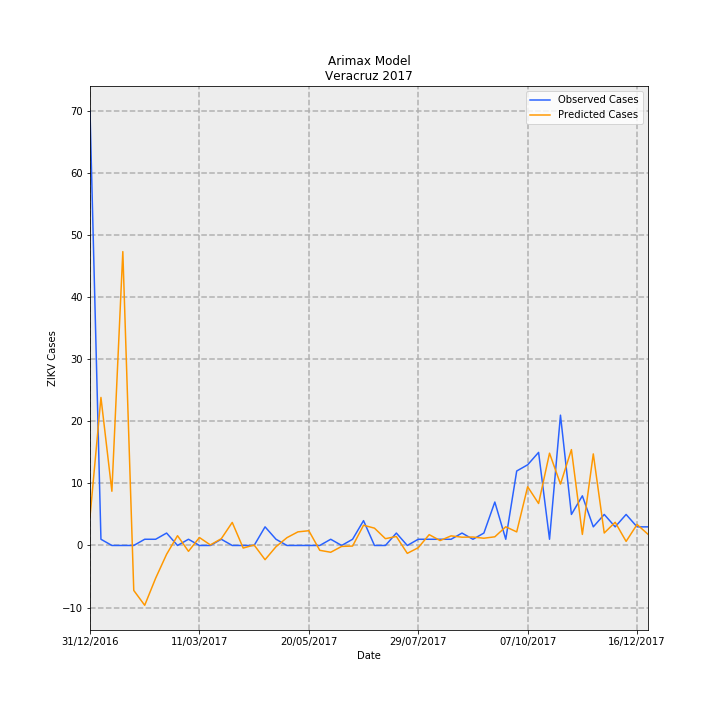 Arimax Model
Veracruz 2017
Observed Cases
Predicted Cases
70
60
50
40
30
20
10
0
−10
ZIKV Cases
31/12/2016 11/03/2017 20/05/2017 29/07/2017 07/10/2017 16/12/2017
Date